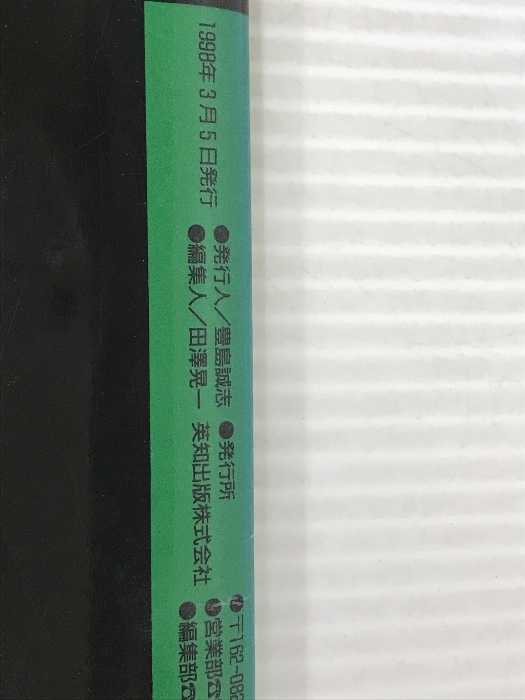 1998年3月5日発行
●発行人／豊島誠志
●編集人／田澤晃一
●発行所
英知出版株式会社
●〒162-082
●営業部☎
●編集部☎